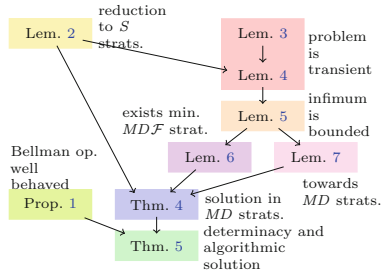 Lem. 2
reduction
to S
strats.
Lem. 3
Lem. 4
problem
is
transient
Lem. 5
infimum
is
bounded
exists min.
MDF strat.
Lem. 6
Lem. 7
towards
MD strats.
Bellman op.
well
behaved
Prop. 1
Thm. 4
solution in
MD strats.
Thm. 5
determinacy and
algorithmic
solution